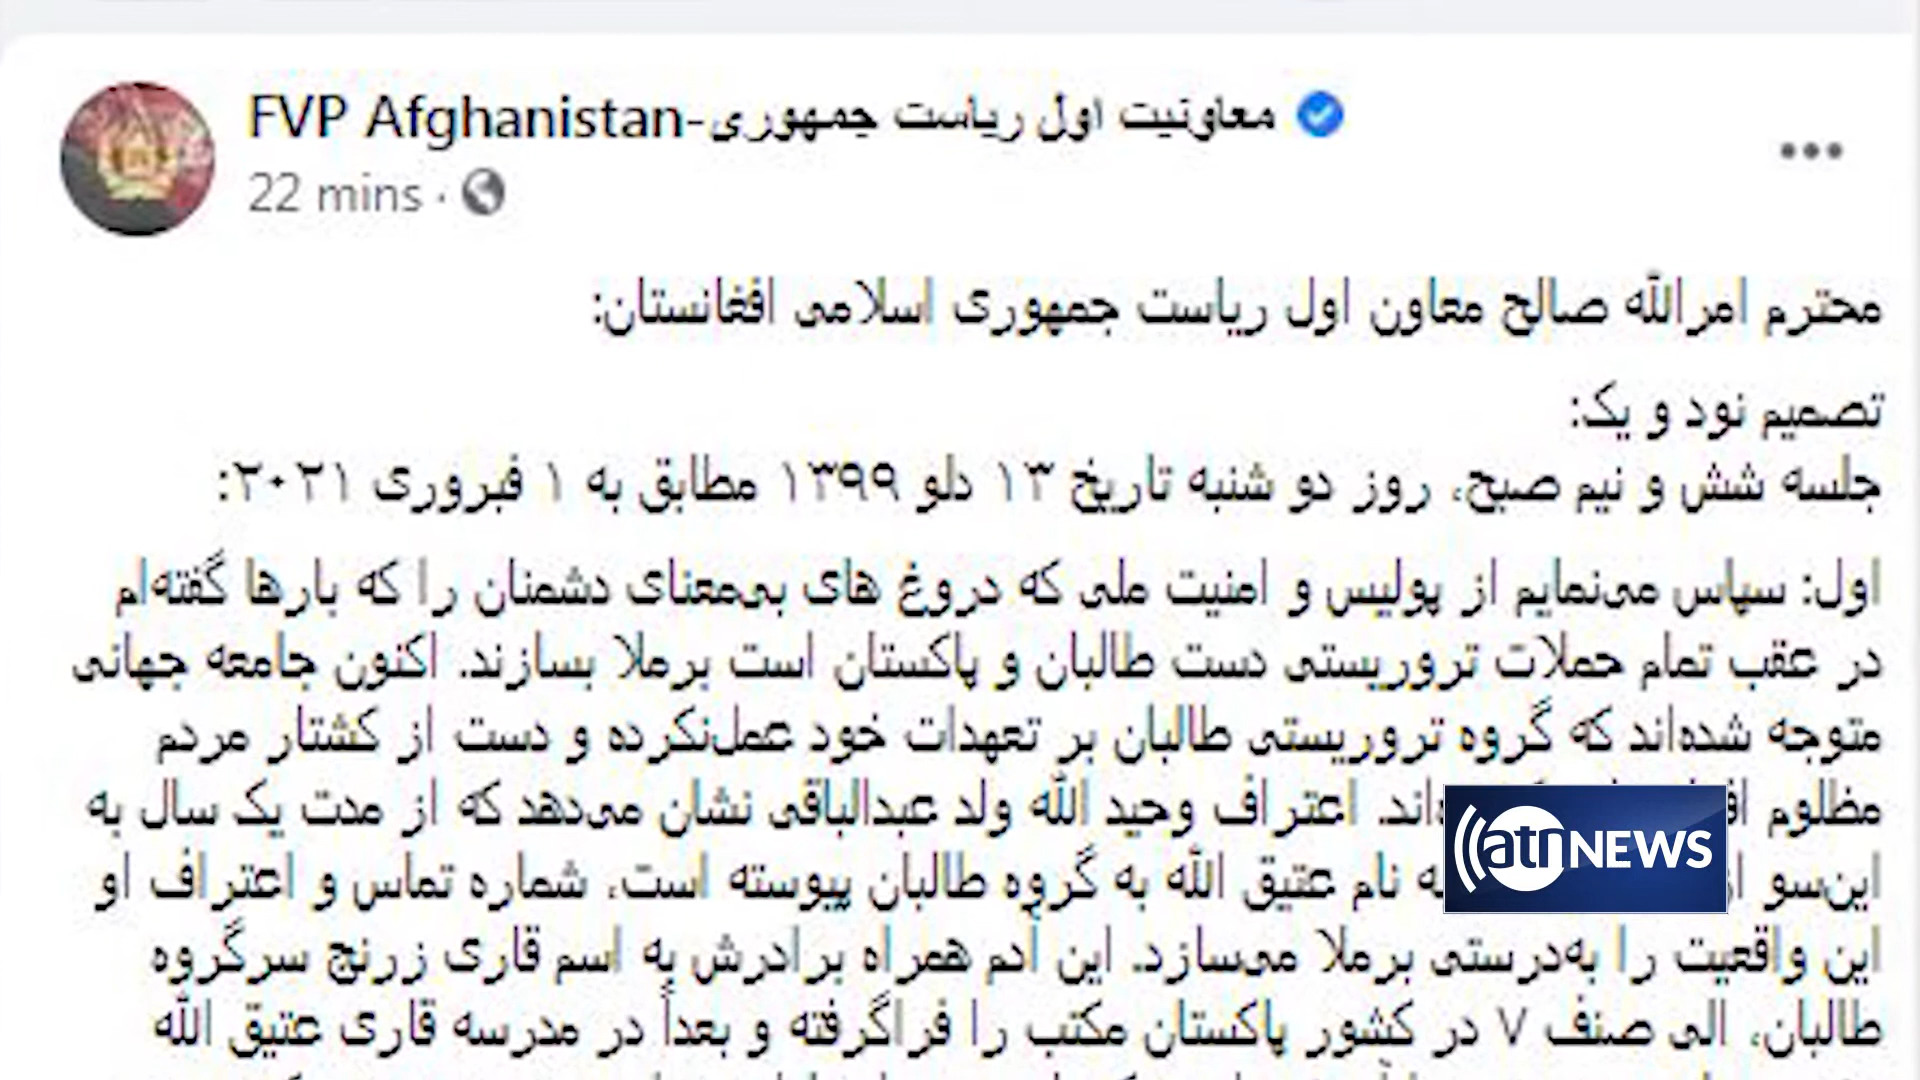 FVP Afghanistan-معاونیت اول ریاست جمهوری
22 mins ·
محترم امرالله صالح معاون اول ریاست جمهوری اسلامی افغانستان:
تصمیم نود و یک:
جلسه شش و نیم صبح، روز دو شنبه تاریخ ۱۳ دلو ۱۳۹۹ مطابق به ۱ فبروری ۲۰۲۱:
اول: سپاس می‌نمایم از پولیس و امنیت ملی که دروغ های بی‌معنای دشمنان را که بارها گفته‌ام
در عقب تمام حملات تروریستی دست طالبان و پاکستان است برملا بسازند. اکنون جامعه جهانی
متوجه شده‌اند که گروه تروریستی طالبان بر تعهدات خود عمل‌نکرده و دست از کشتار مردم
مظلوم اند. اعتراف وحید الله ولد عبدالباقی نشان می‌دهد که از مدت یک سال به
این‌سو نام عتیق الله به گروه طالبان پیوسته است، شماره تماس و اعتراف او
این واقعیت را به‌درستی برملا می‌سازد. این آدم همراه برادرش به اسم قاری زرنج سرگروه
طالبان، الی صنف ۷ در کشور پاکستان مکتب را فراگرفته و بعداً در مدرسه قاری عتیق الله
atn NEWS